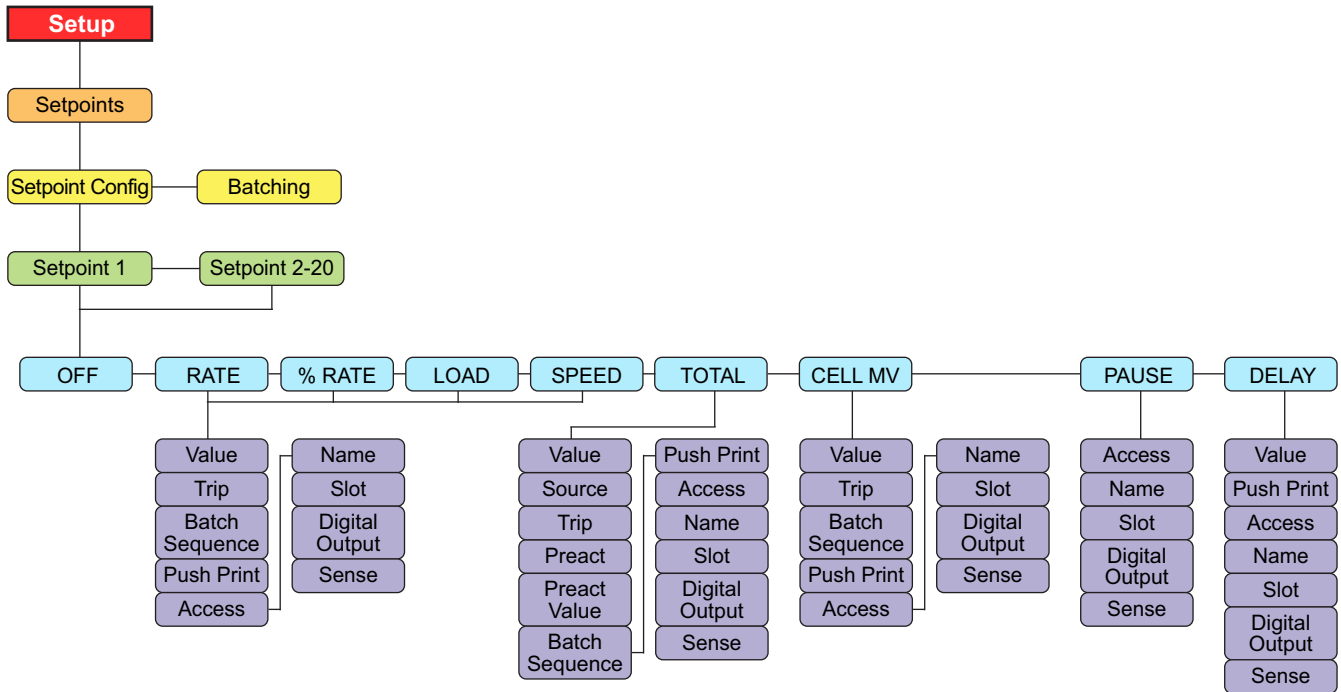 Setup
Setpoints
Setpoint Config
Batching
Setpoint 1
Setpoint 2-20
OFF
RATE
% RATE
LOAD
SPEED
TOTAL
CELL MV
PAUSE
DELAY
Value
Trip
Batch
Sequence
Push Print
Access
Name
Slot
Digital
Output
Sense
Value
Source
Trip
Preact
Preact
Value
Batch
Sequence
Push Print
Access
Name
Slot
Digital
Output
Sense
Value
Trip
Batch
Sequence
Push Print
Access
Name
Slot
Digital
Output
Sense
Access
Name
Slot
Digital
Output
Sense
Value
Push Print
Access
Name
Slot
Digital
Output
Sense